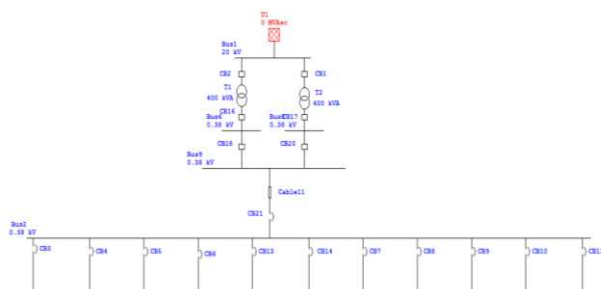 U1
0 MVAsc
Bus1
20 kV
CB2
CB1
T1
400 kVA
T2
400 kVA
CB16
CB17
0.38 kV
0.38 kV
CB18
CB20
Bus9
0.38 kV
Cable11
CB21
Bus2
0.38 kV
CB3
CB4
CB5
CB6
CB13
CB14
CB7
CB8
CB9
CB10